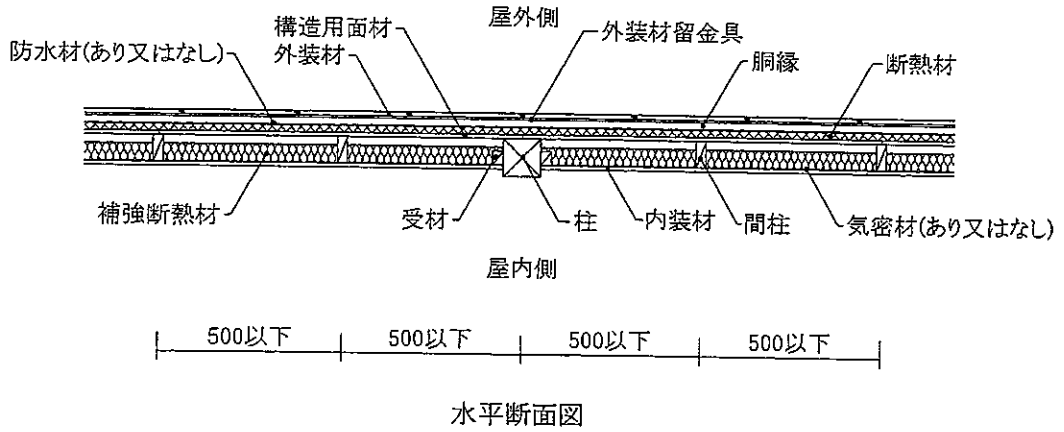 屋外側
構造用面材
外装材留金具
防水材(あり又はなし)
外装材
胴縁
断熱材
補強断熱材
受材
柱
内装材
間柱
気密材(あり又はなし)
屋内側
500以下
500以下
500以下
500以下
水平断面図